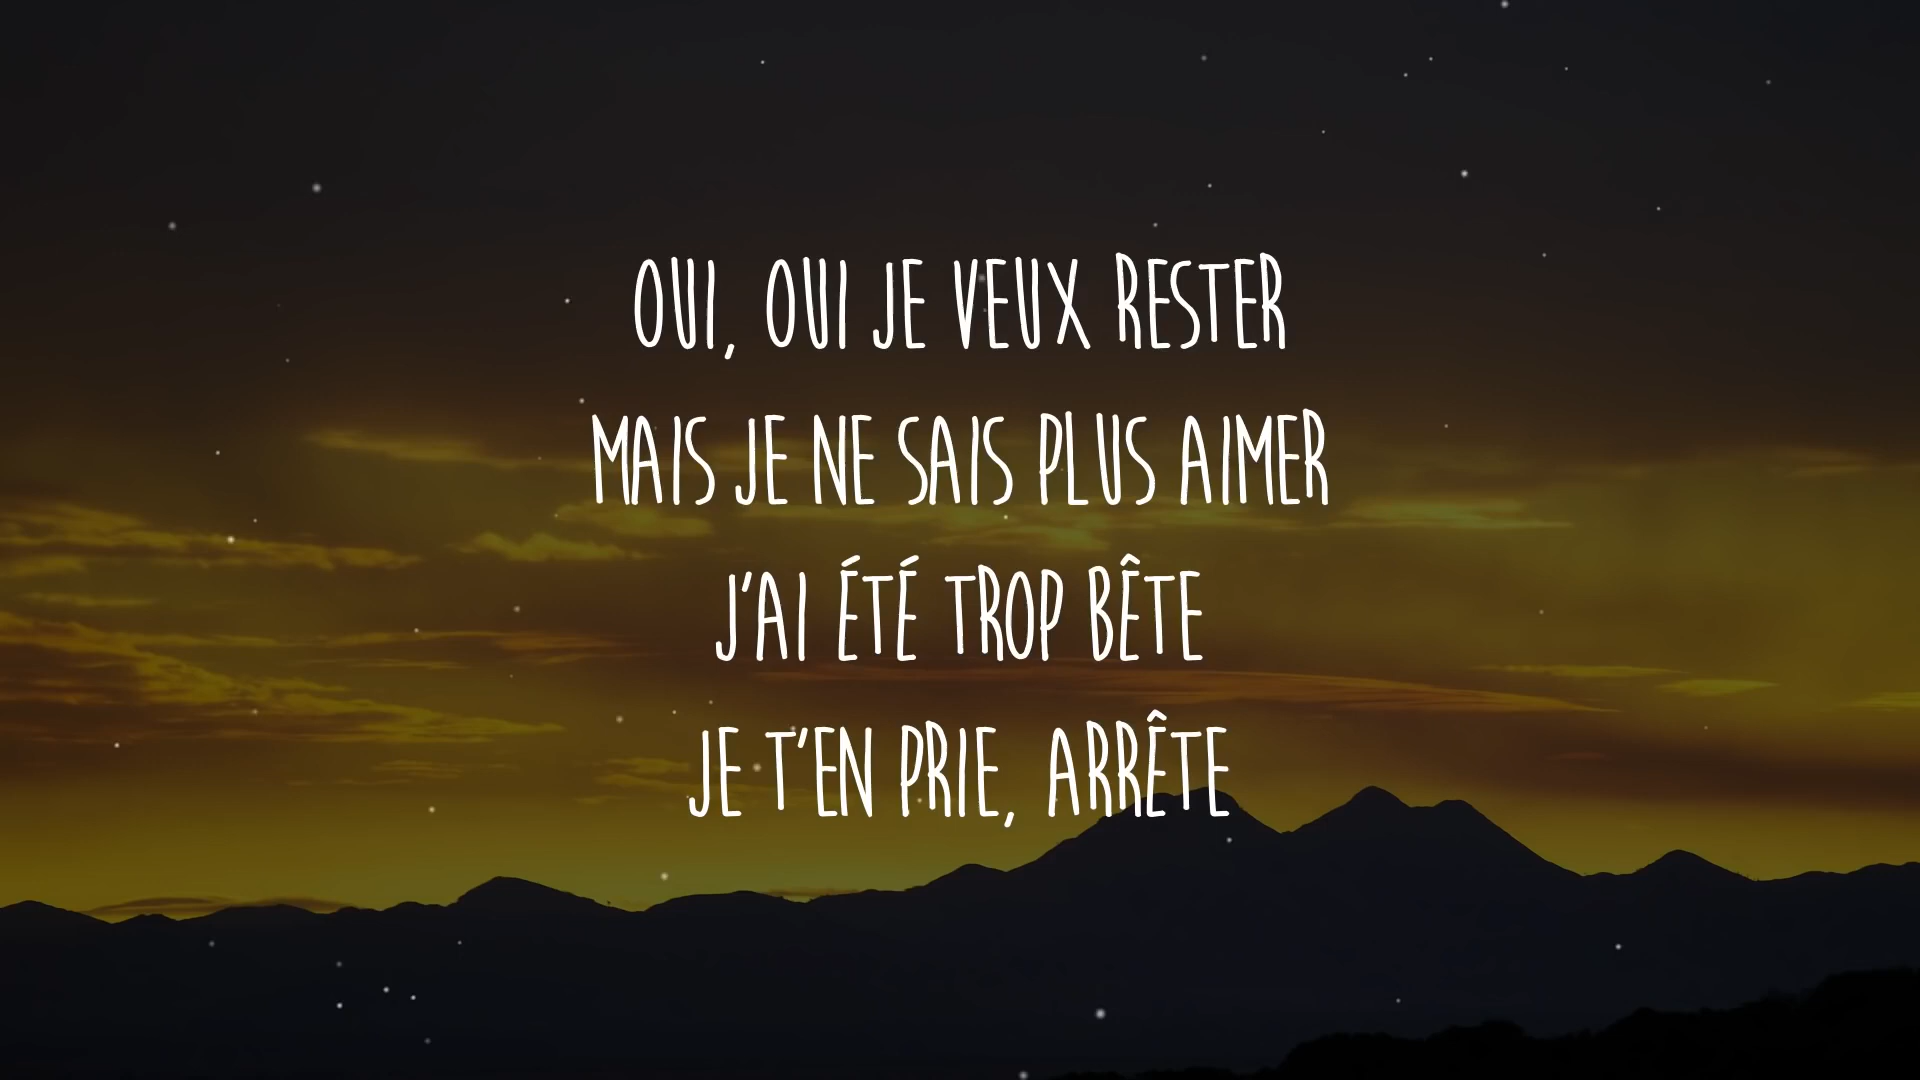 OUI, OUI JE VEUX RESTER
MAIS JE NE SAIS PLUS AIMER
J'AI ÉTÉ TROP BÊTE
JE T'EN PRIE, ARRÊTE